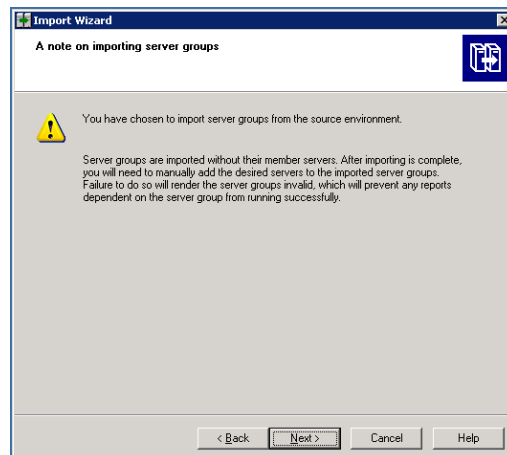 Import Wizard
A note on importing server groups
You have chosen to import server groups from the source environment.
Server groups are imported without their member servers. After importing is complete,
you will need to manually add the desired servers to the imported server groups.
Failure to do so will render the server groups invalid, which will prevent any reports
dependent on the server group from running successfully.
< Back
Next >
Cancel
Help